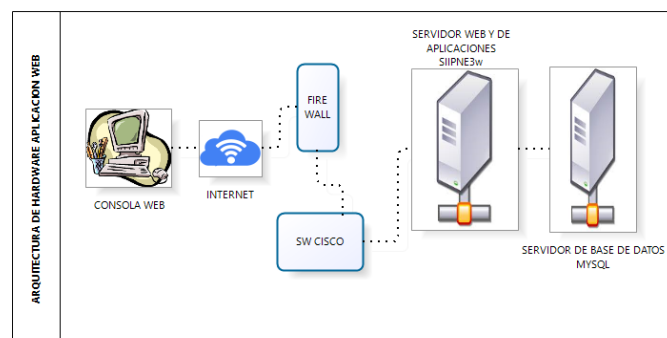 ARQUITECTURA DE HARDWARE APLICACION WEB
CONSOLA WEB
INTERNET
FIRE
WALL
SW CISCO
SERVIDOR WEB Y DE
APLICACIONES
SIIPNE3w
SERVIDOR DE BASE DE DATOS
MYSQL